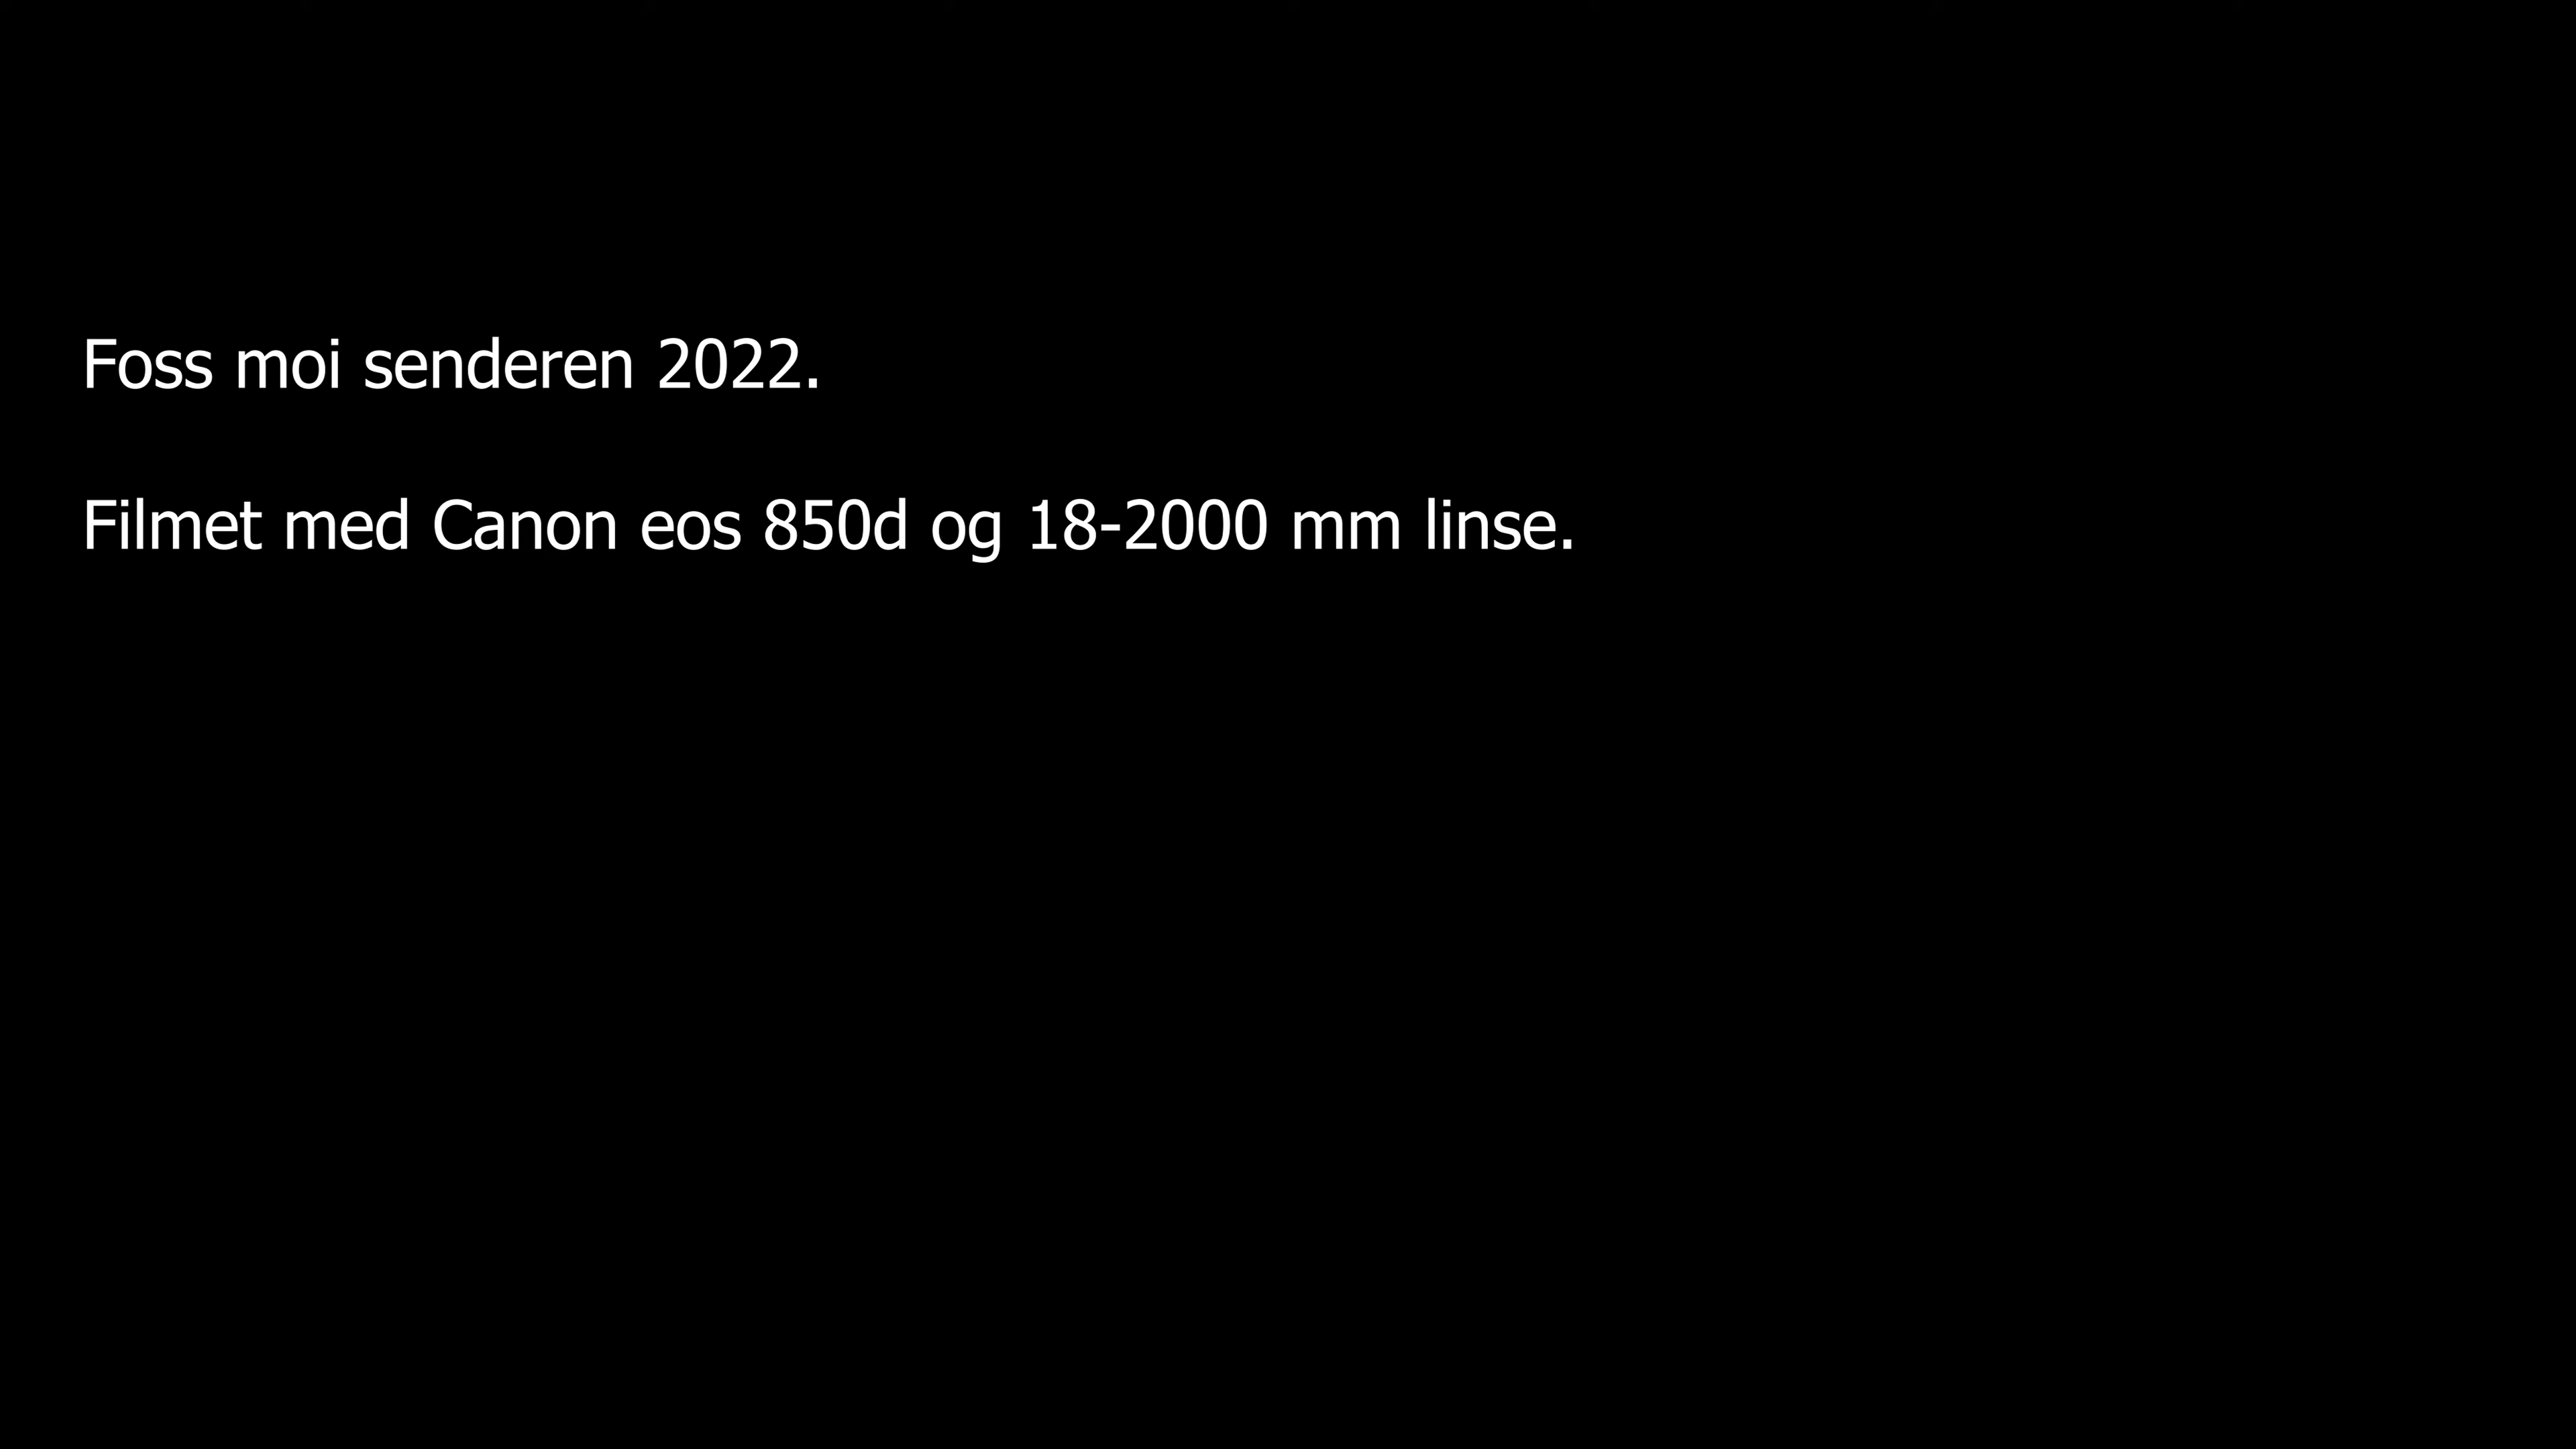 Foss moi senderen 2022.
Filmet med Canon eos 850d og 18-2000 mm linse.